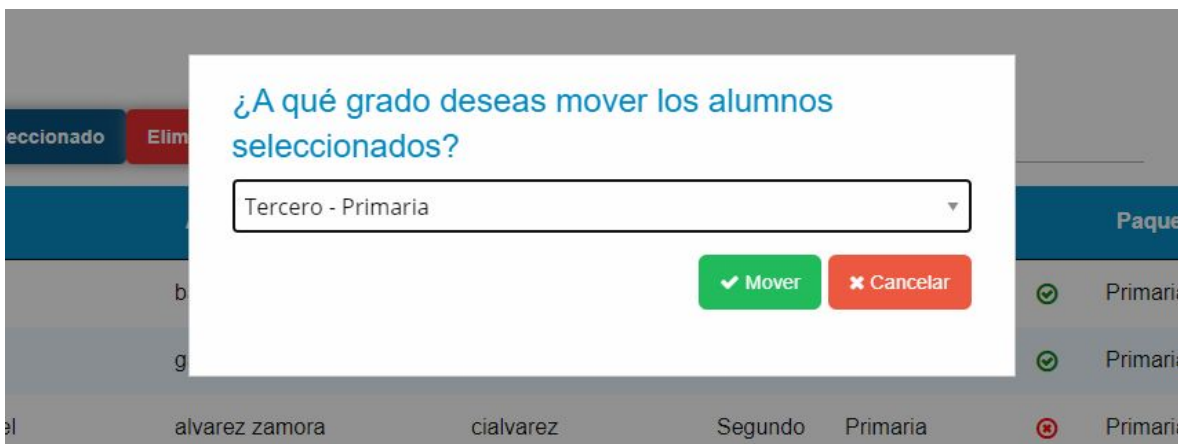 ¿A qué grado deseas mover los alumnos
seleccionados?
eccionado Elim
Tercero - Primaria
Paque
Mover Cancelar
b Primaria
g Primaria
el alvarez zamora cialvarez Segundo Primaria Primaria